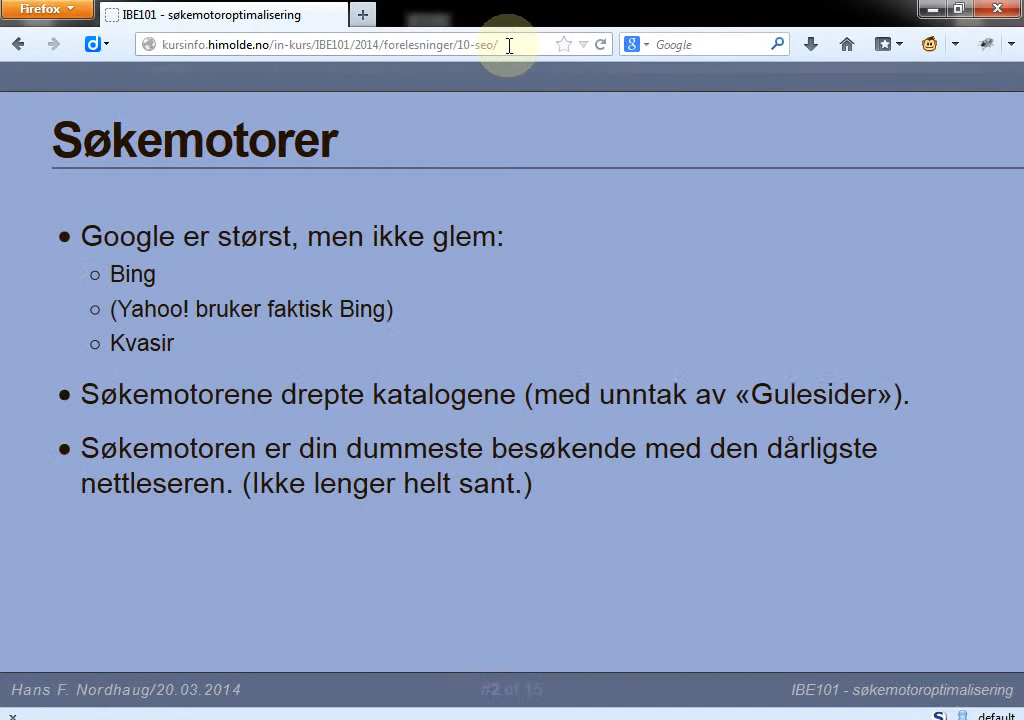 Firefox
IBE101 - søkemotoroptimalisering
kursinfo.himolde.no/in-kurs/IBE101/2014/forelesninger/10-seo/
Google
Søkemotorer
Google er størst, men ikke glem:
Bing
(Yahoo! bruker faktisk Bing)
Kvasir
Søkemotorene drepte katalogene (med unntak av «Gulesider»).
Søkemotoren er din dummeste besøkende med den dårligste
nettleseren. (Ikke lenger helt sant.)
Hans F. Nordhaug/20.03.2014
#2 of 15
IBE101 - søkemotoroptimalisering
default